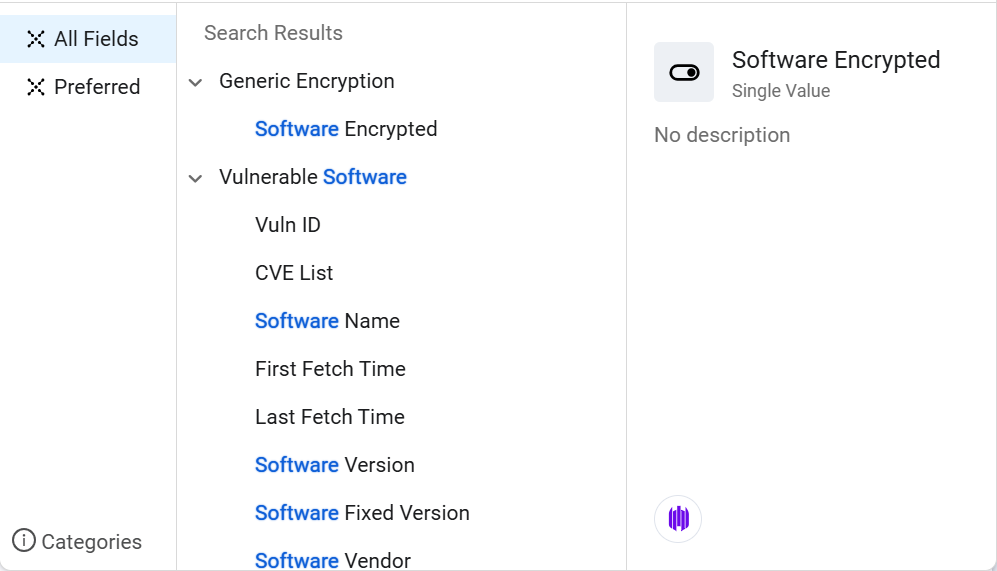 All Fields
Preferred
Categories
Search Results
Generic Encryption
Software Encrypted
Vulnerable Software
Vuln ID
CVE List
Software Name
First Fetch Time
Last Fetch Time
Software Version
Software Fixed Version
Software Vendor
Software Encrypted
Single Value
No description